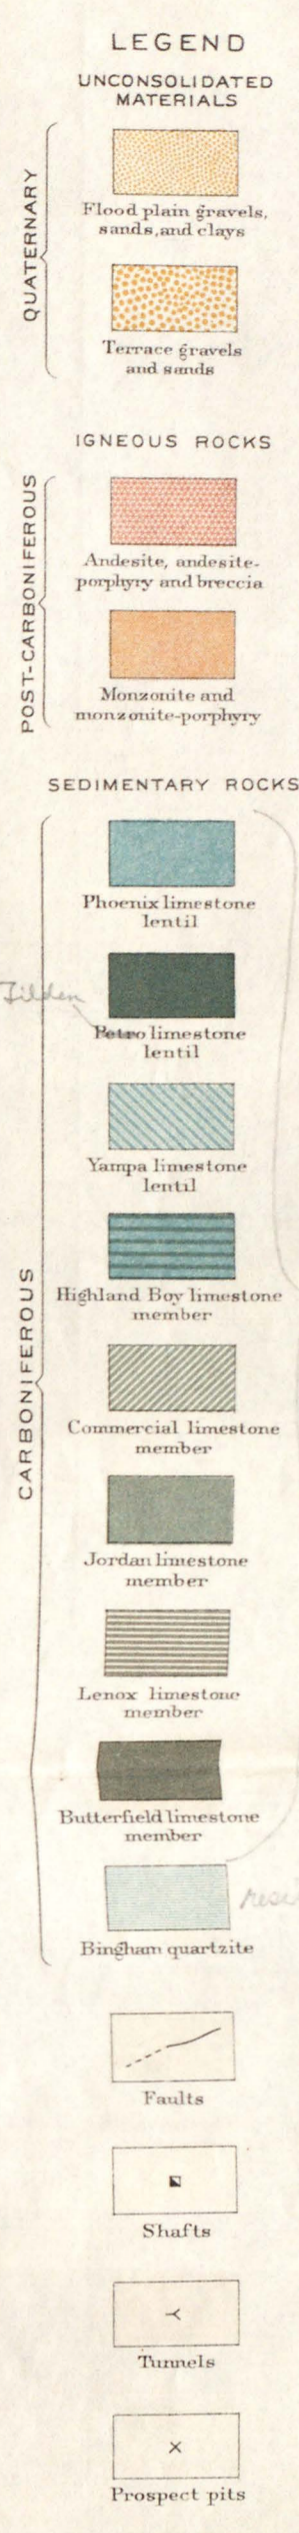 LEGEND
UNCONSOLIDATED
MATERIALS
QUATERNARY
Flood plain gravels,
sands, and clays
Terrace gravels
and sands
IGNEOUS ROCKS
POST-CARBONIFEROUS
Andesite, andesite-
porphyry and breccia
Monzonite and
monzonite-porphyry
SEDIMENTARY ROCKS
CARBONIFEROUS
Phoenix limestone
lentil
Tilden
Petro limestone
lentil
Yampa limestone
lentil
Highland Boy limestone
member
Commercial limestone
member
Jordan limestone
member
Lenox limestone
member
Butterfield limestone
member
Bingham quartzite
Faults
Shafts
Tunnels
Prospect pits